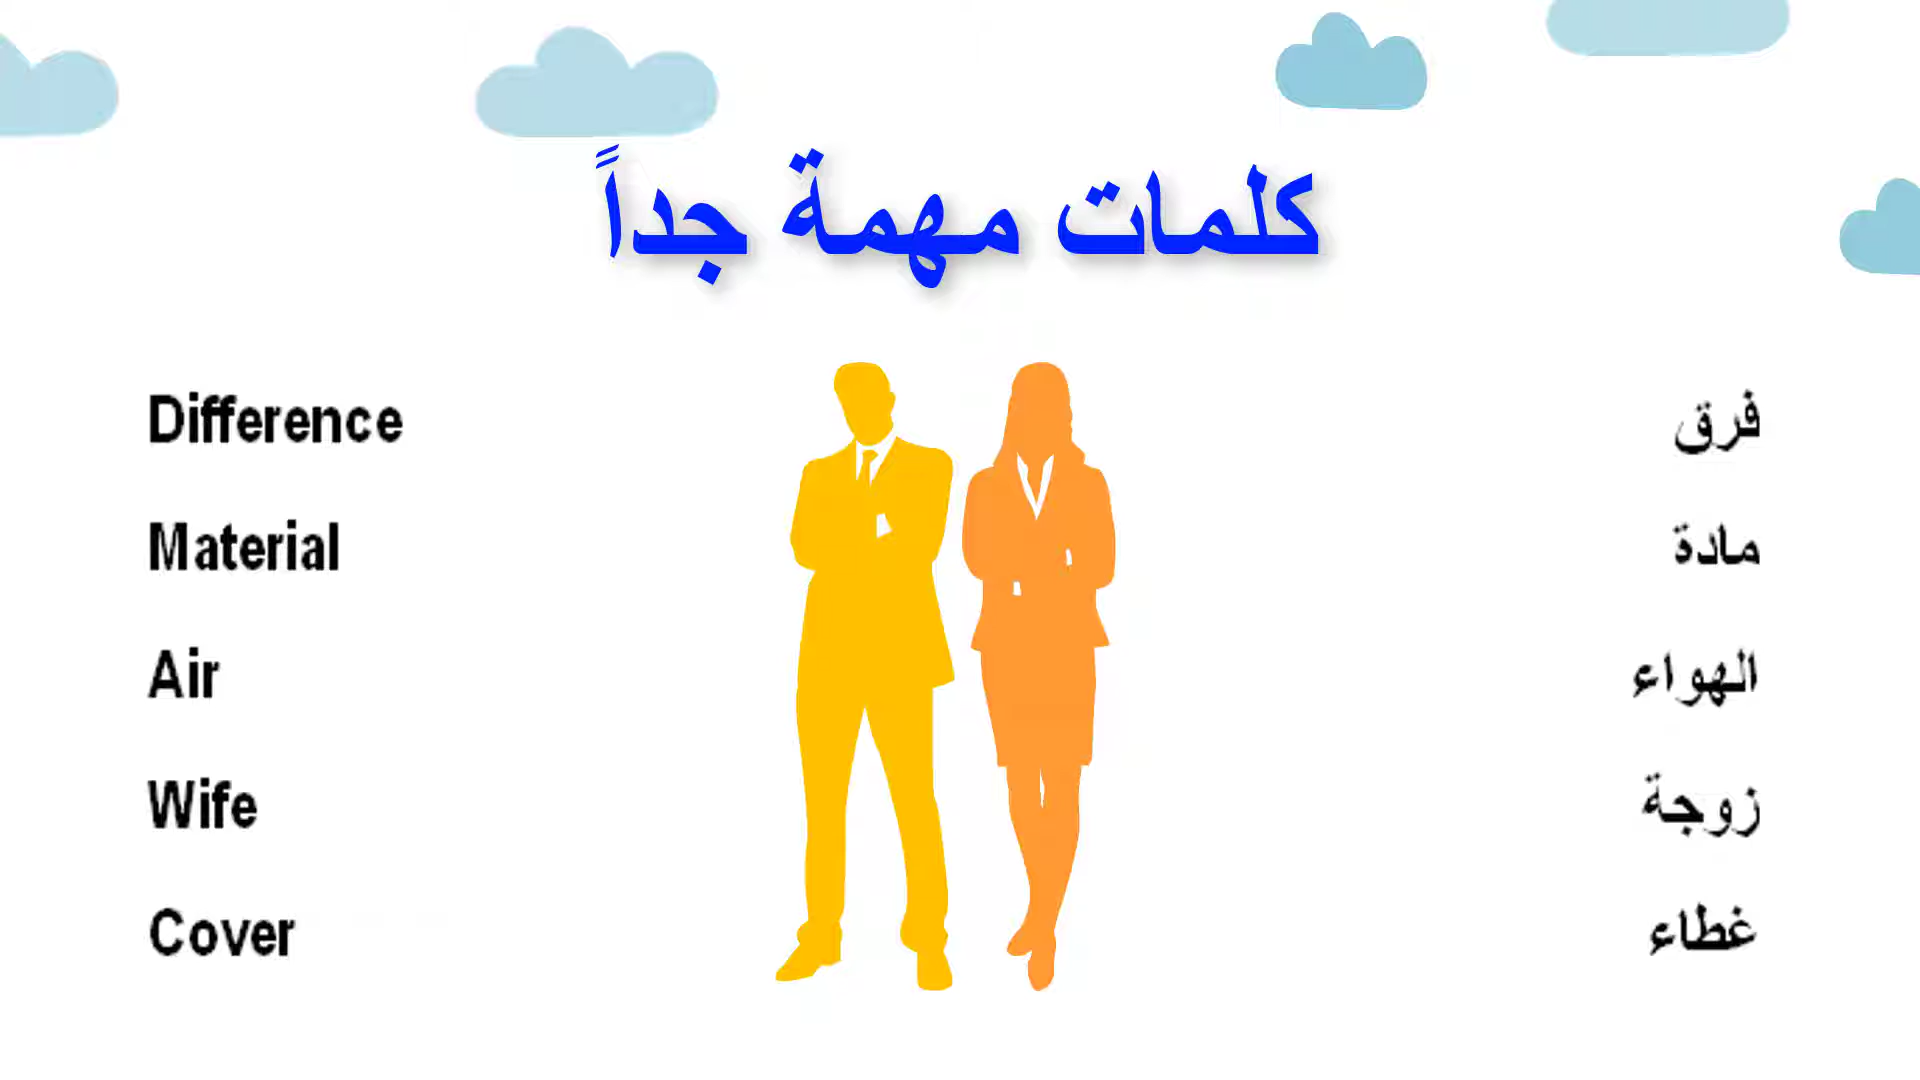 كلمات مهمة جداً
Difference فرق
Material مادة
Air الهواء
Wife زوجة
Cover غطاء